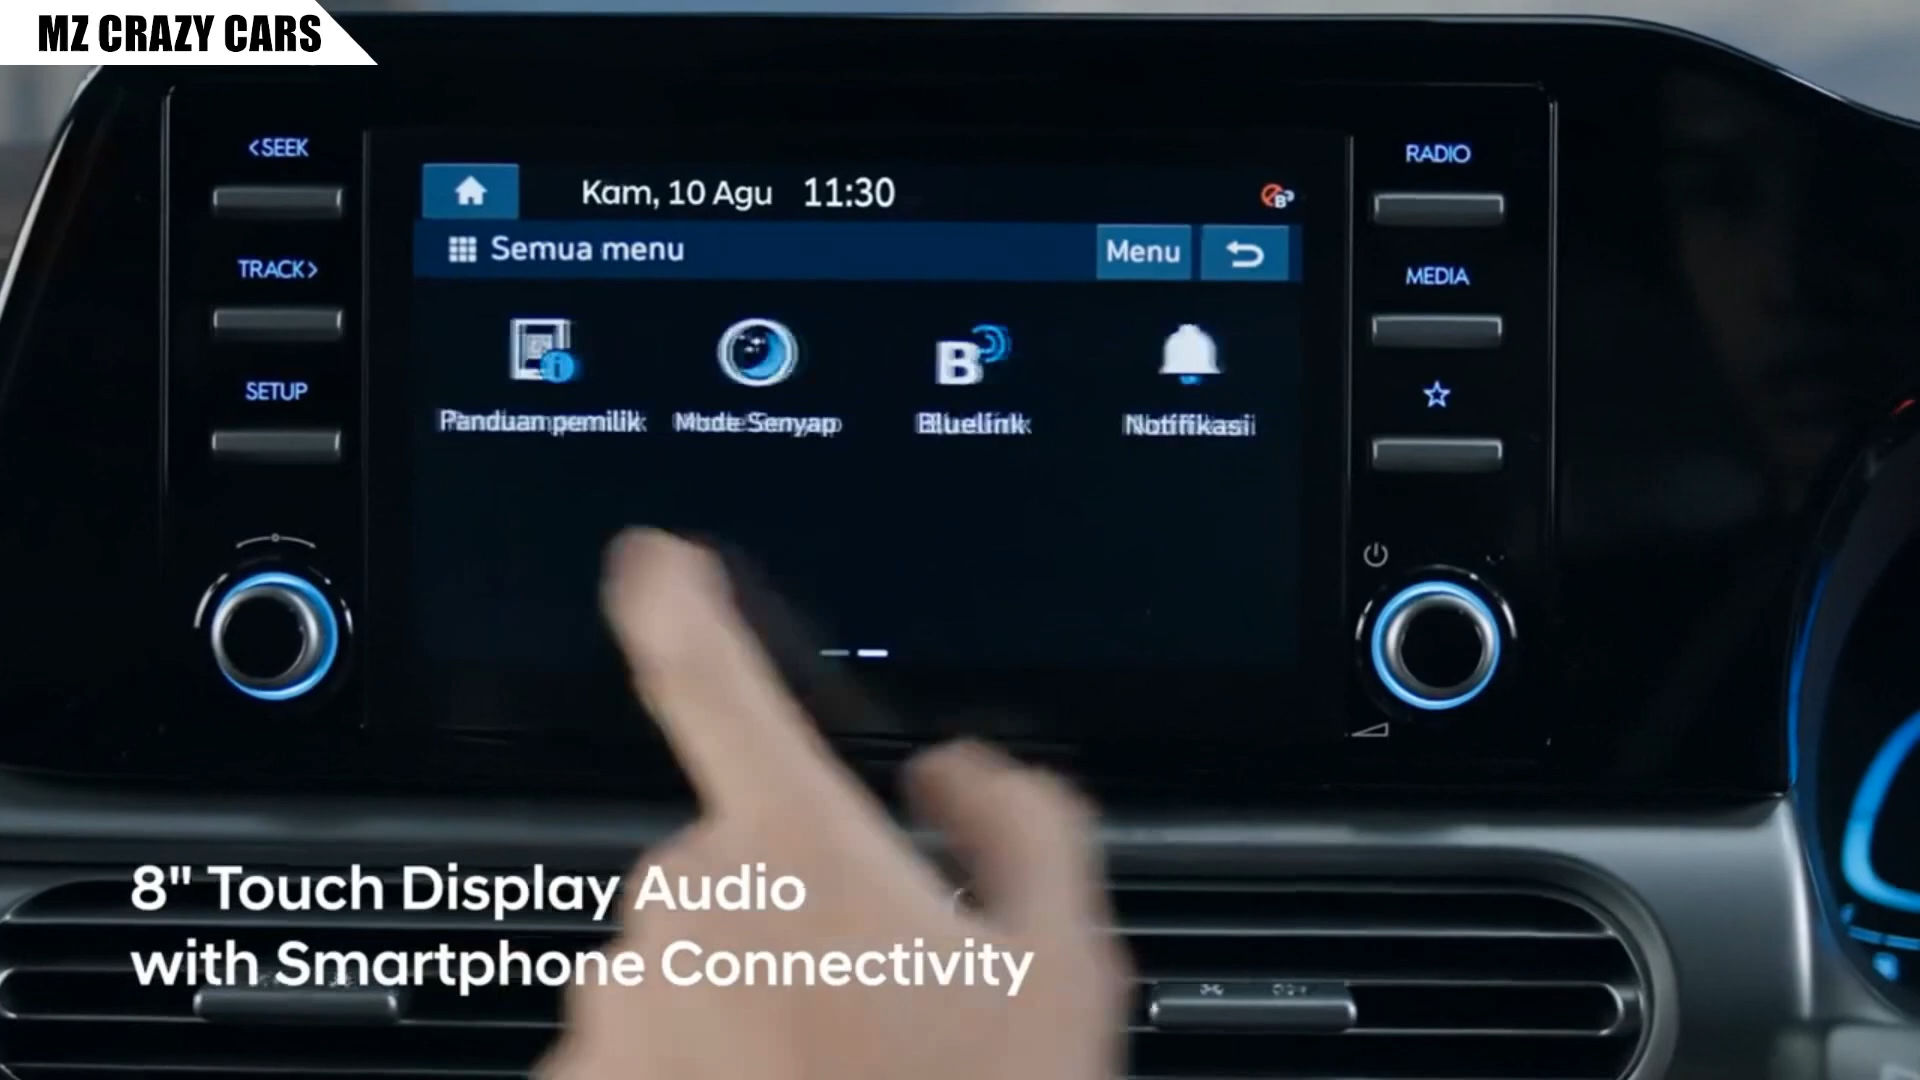 MZ CRAZY CARS
<SEEK
TRACK>
SETUP
Kam, 10 Agu 11:30
Semua menu
Menu
Panduan pemilik
Mode Senyap
Bluelink
Notifikasi
RADIO
MEDIA
8" Touch Display Audio
with Smartphone Connectivity